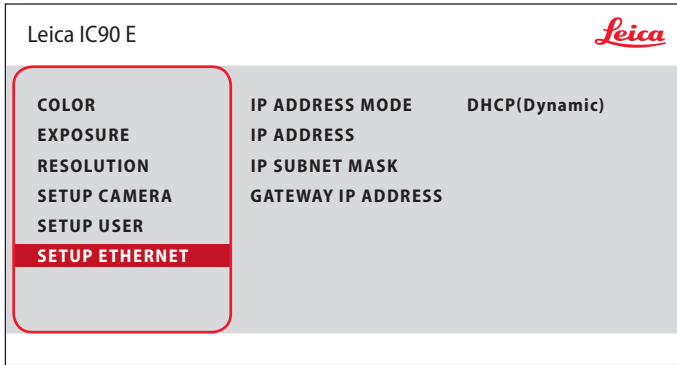 Leica IC90 E
Leica
COLOR
EXPOSURE
RESOLUTION
SETUP CAMERA
SETUP USER
SETUP ETHERNET
IP ADDRESS MODE DHCP(Dynamic)
IP ADDRESS
IP SUBNET MASK
GATEWAY IP ADDRESS